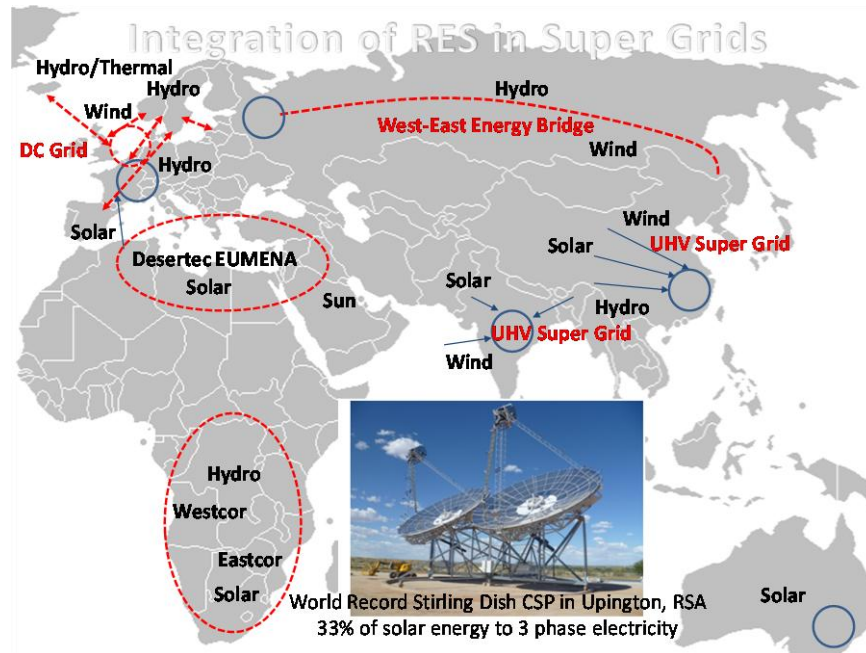 Integration of RES in Super Grids
Hydro/Thermal
Hydro
Hydro
Wind
West-East Energy Bridge
DC Grid
Wind
Hydro
Solar
Wind
UHV Super Grid
Solar
Desertec EUMENA
Solar
Sun
Solar
Hydro
UHV Super Grid
Wind
Hydro
Westcor
Eastcor
Solar
Solar
World Record Stirling Dish CSP in Upington, RSA
33% of solar energy to 3 phase electricity